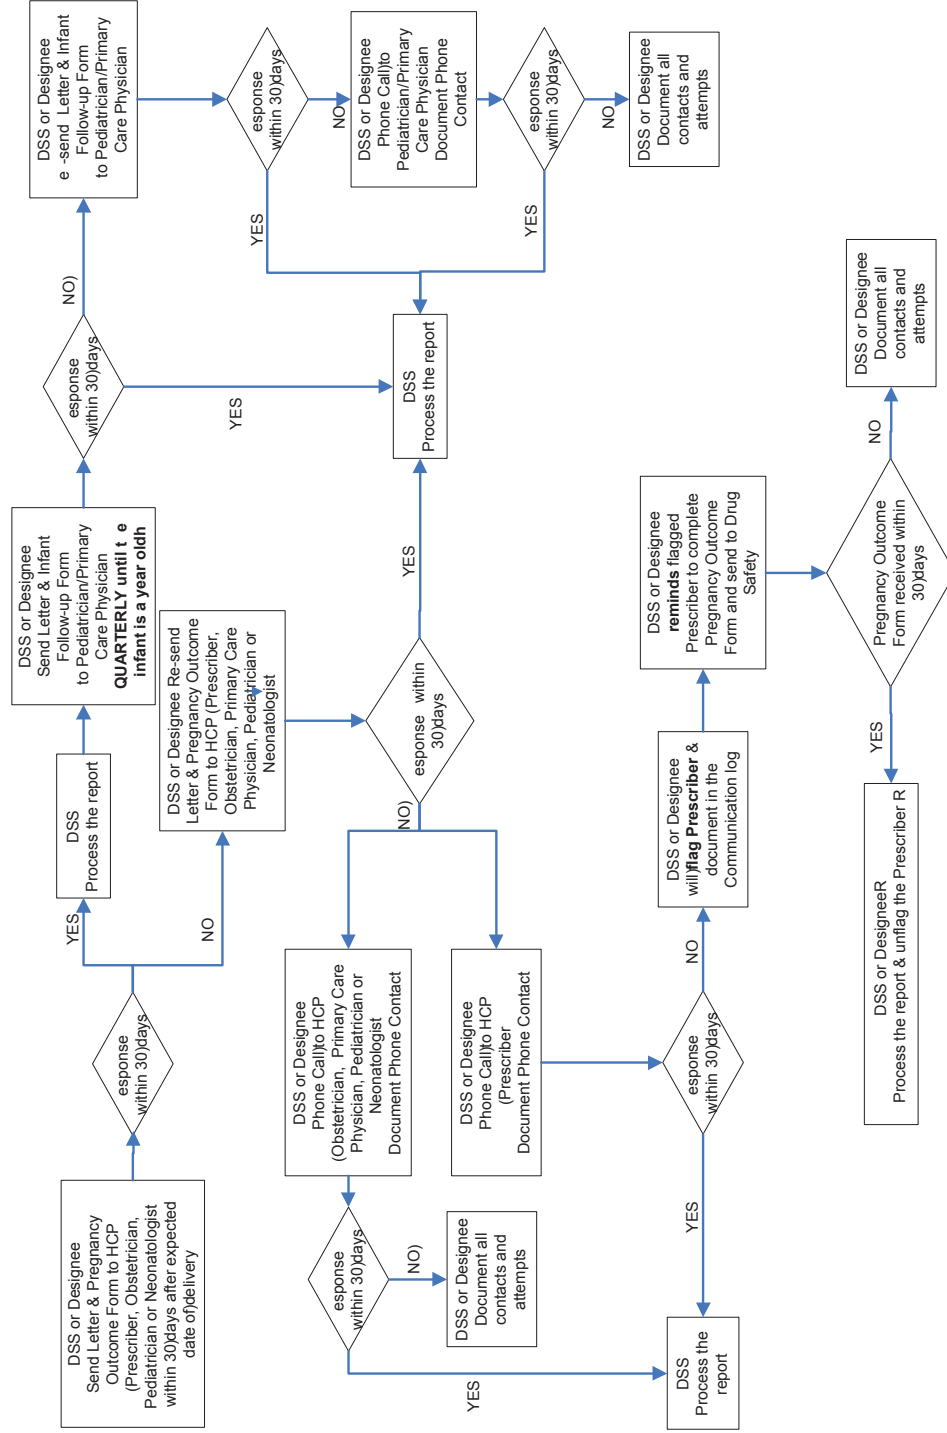 DSS or Designee
Send Letter & Pregnancy
Outcome Form to HCP
(Prescriber, Obstetrician,
Pediatrician or Neonatologist
within 30)days after expected
date of)delivery
esponse
within 30)days
YES
NO
DSS
Process the report
DSS or Designee
Send Letter & Infant
Follow-up Form
to Pediatrician/Primary
Care Physician
QUARTERLY until t e
infant is a year oldh
esponse
within 30)days
NO)
YES
DSS or Designee
e -send Letter & Infant
Follow-up Form
to Pediatrician/Primary
Care Physician
esponse
within 30)days
YES
NO
DSS or Designee
Phone Call)to
Pediatrician/Primary
Care Physician
Document Phone
Contact
esponse
within 30)days
YES
NO
DSS or Designee
Document all
contacts and
attempts
DSS
Process the report
DSS or Designee Re-send
Letter & Pregnancy Outcome
Form to HCP (Prescriber,
Obstetrician, Primary Care
Physician, Pediatrician or
Neonatologist
esponse within
30)days
YES
NO)
DSS or Designee
Phone Call)to HCP
(Obstetrician, Primary Care
Physician, Pediatrician or
Neonatologist
Document Phone Contact
esponse
within 30)days
NO)
YES
DSS or Designee
Document all
contacts and
attempts
DSS or Designee
Phone Call)to HCP
(Prescriber
Document Phone Contact
esponse
within 30)days
YES
NO
DSS
Process the
report
DSS or Designee
will)flag Prescriber &
document in the
Communication log
DSS or Designee
reminds flagged
Prescriber to complete
Pregnancy Outcome
Form and send to Drug
Safety
Pregnancy Outcome
Form received within
30)days
YES
NO
DSS or DesigneeR
Process the report & unflag the Prescriber R
DSS or Designee
Document all
contacts and
attempts